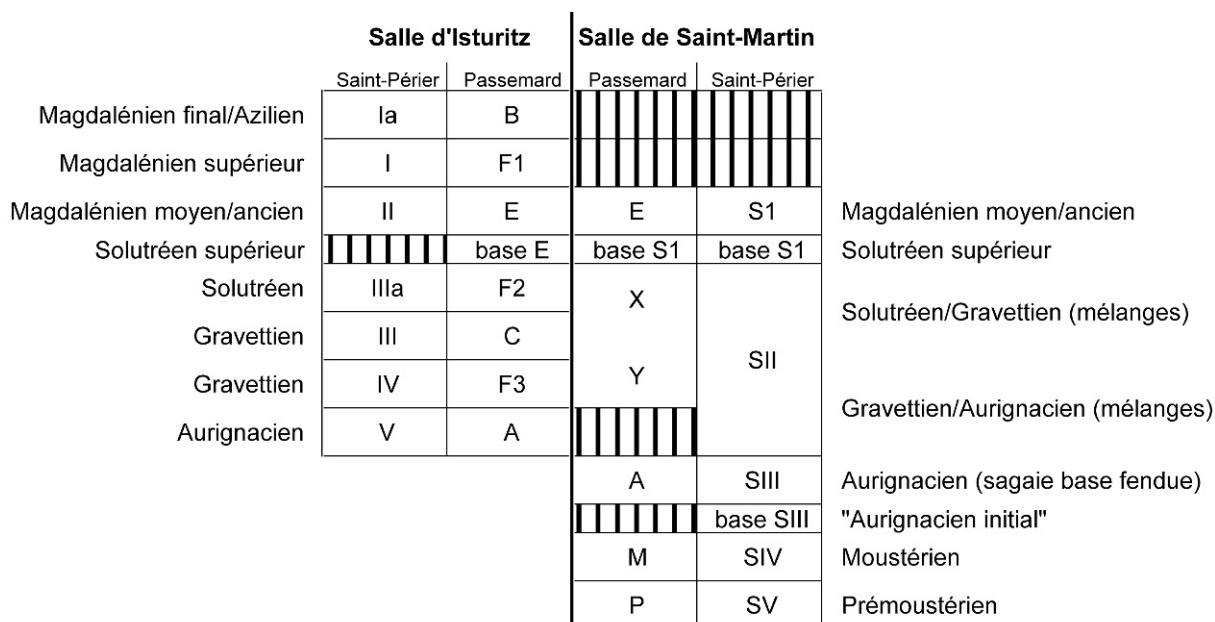 Salle d'Isturitz Salle de Saint-Martin
Saint-Périer Passemard Passemard Saint-Périer
Magdalénien final/Azilien Ia B
Magdalénien supérieur I F1
Magdalénien moyen/ancien II E E S1 Magdalénien moyen/ancien
Solutréen supérieur base E base S1 base S1 Solutréen supérieur
Solutréen IIIa F2 X Solutréen/Gravettien (mélanges)
Gravettien III C SII
Gravettien IV F3 Y Gravettien/Aurignacien (mélanges)
Aurignacien V A
A SIII Aurignacien (sagaie base fendue)
base SIII "Aurignacien initial"
M SIV Moustérien
P SV Prémoustérien